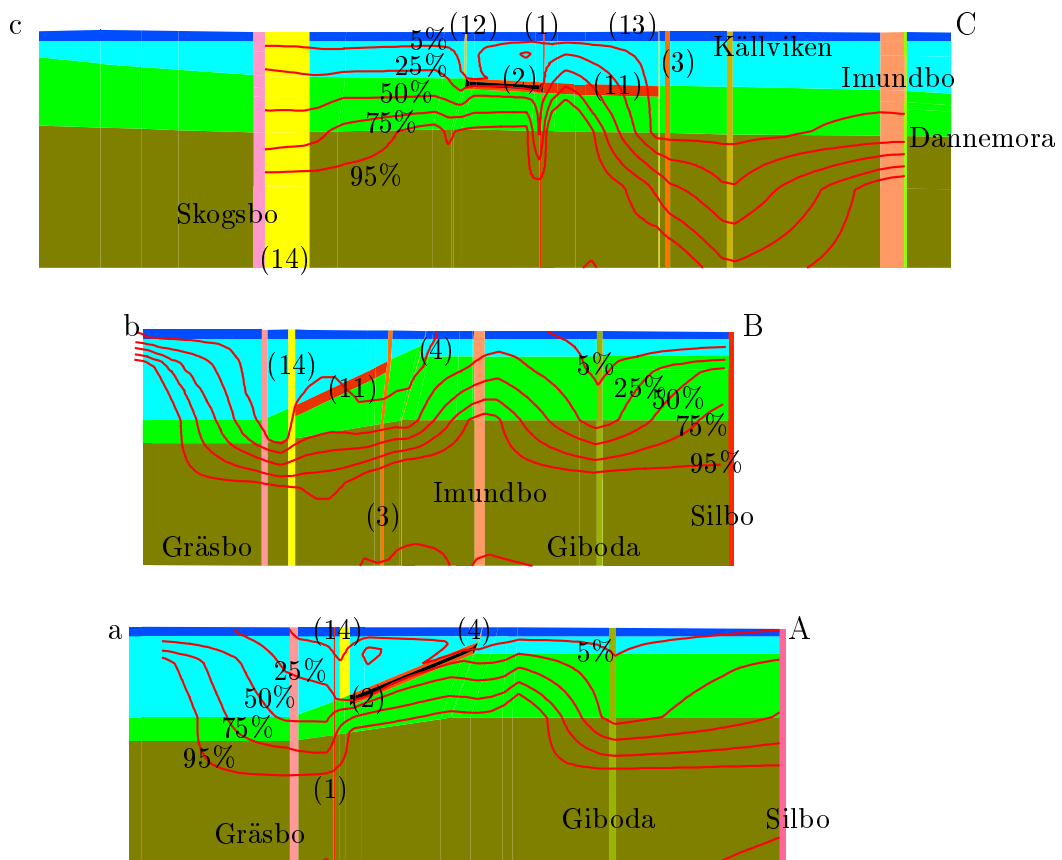 c (12) (1) (13) C
5% Källviken
25% (2) (11) (3) Imundbo
50%
75% Dannemora
95%
Skogsbo
(14)
b B
(14) (4) 5%
(11) 25% 50%
75%
95%
Imundbo
(3) Silbo
Gräsbo Giboda
a (14) (4) A
25% 5%
50% (2)
75%
95%
(1)
Gräsbo Giboda Silbo